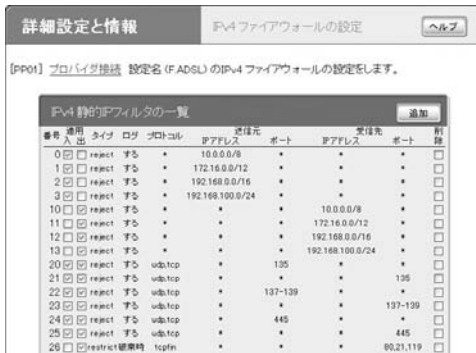 詳細設定と情報
IPv4 ファイアウォールの設定
ヘルプ
[PP01] プロバイダ接続 設定名 (F.ADSL) のIPv4 ファイアウォールの設定をします。
IPv4 静的IPフィルタの一覧 追加
番号 適用 入 出 タイプ ログ プロトコル 送信元 IPアドレス ポート 受信先 IPアドレス ポート 削除
0 reject する * 10.0.0.0/8 * * *
1 reject する * 172.16.0.0/12 * * *
2 reject する * 192.168.0.0/16 * * *
3 reject する * 192.168.100.0/24 * * *
10 reject する * * * 10.0.0.0/8 *
11 reject する * * * 172.16.0.0/12 *
12 reject する * * * 192.168.0.0/16 *
13 reject する * * * 192.168.100.0/24 *
20 reject する udp,tcp * 135 * *
21 reject する udp,tcp * * * 135
22 reject する udp,tcp * 137-139 * *
23 reject する udp,tcp * * * 137-139
24 reject する udp,tcp * 445 * *
25 reject する udp,tcp * * * 445
26 restrict 破棄時 tcpfin * * * 80,21,119